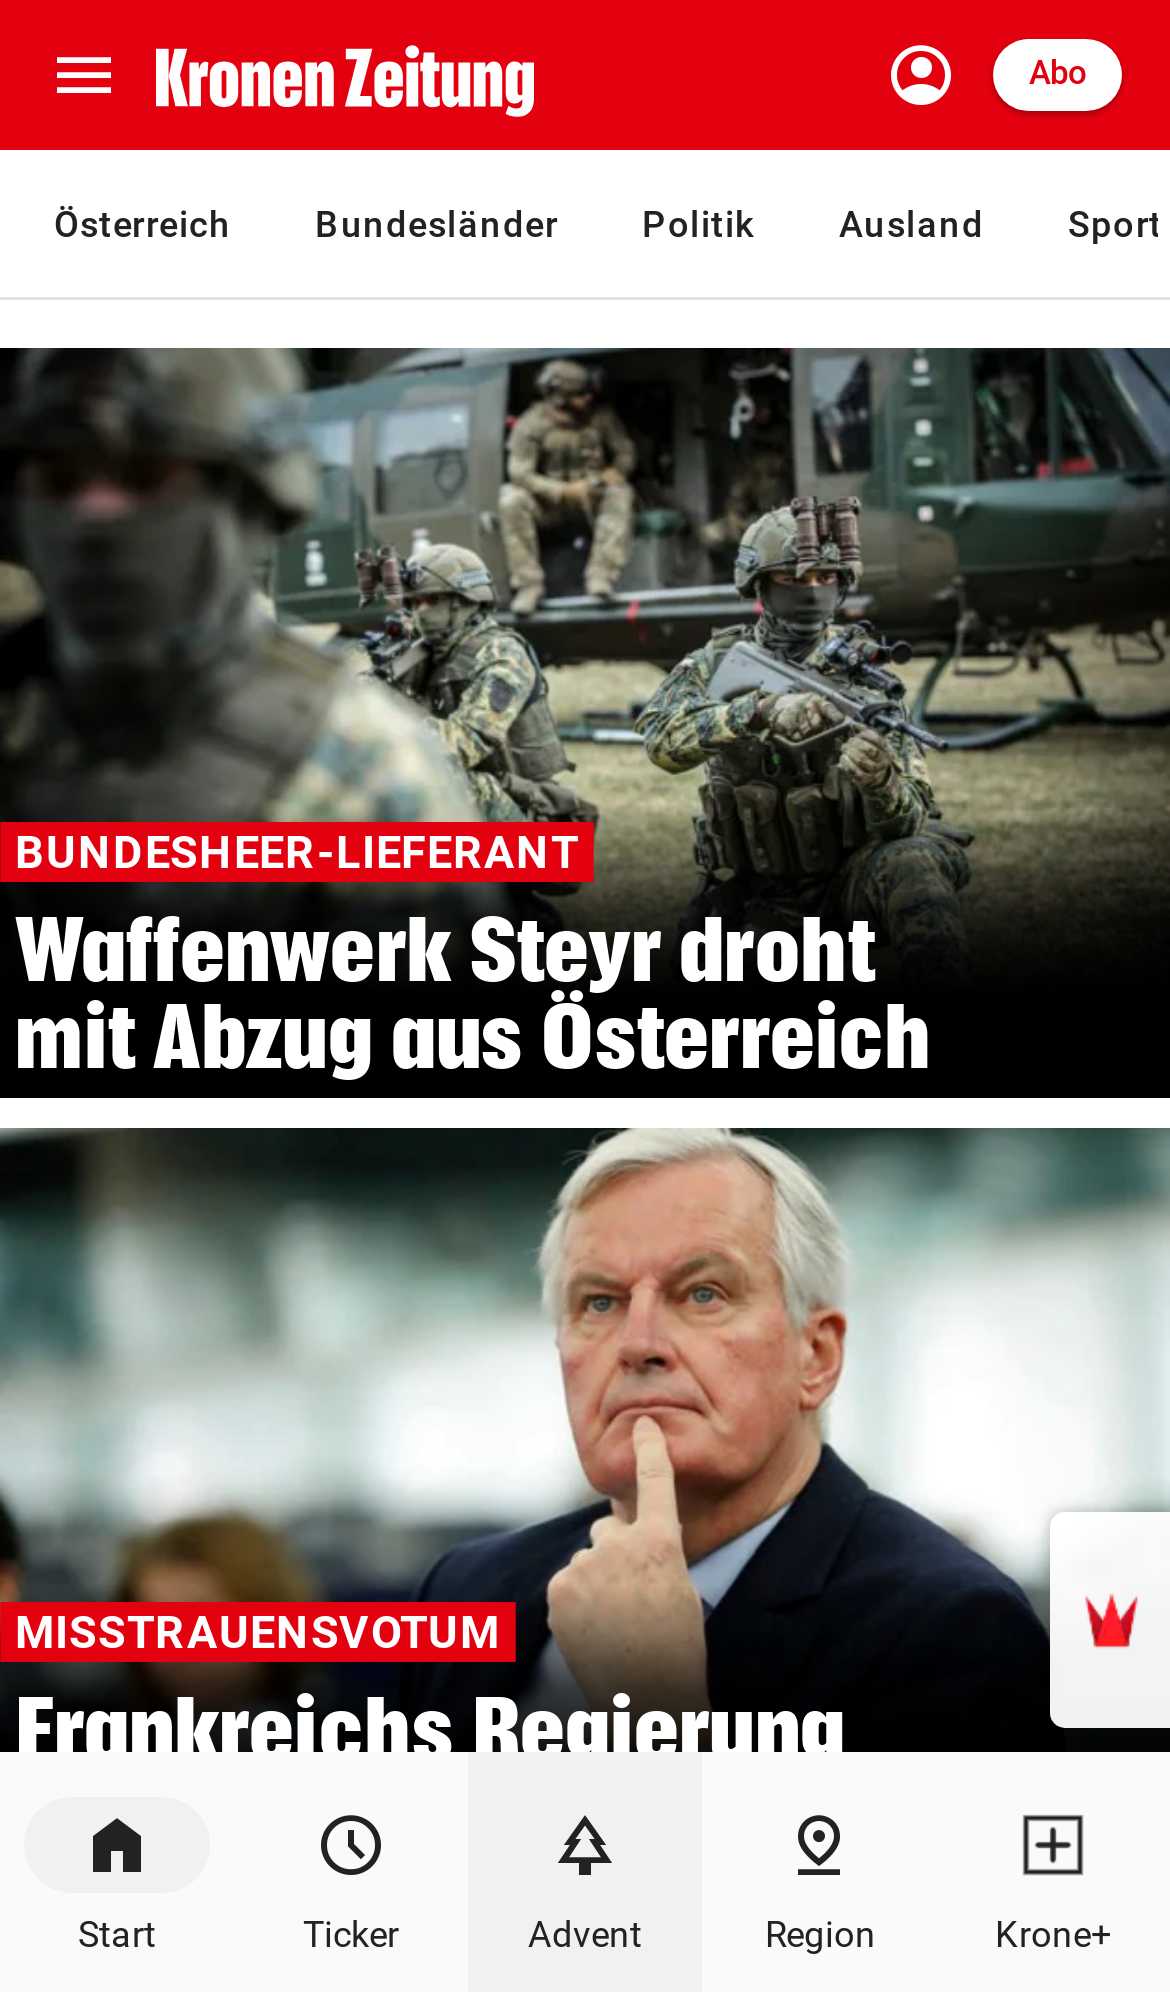 Kronen Zeitung
Abo
Österreich Bundesländer Politik Ausland Sport
BUNDESHEER-LIEFERANT
Waffenwerk Steyr droht
mit Abzug aus Österreich
MISSTRAUENSVOTUM
Frankreichs Regierung
Start Ticker Advent Region Krone+